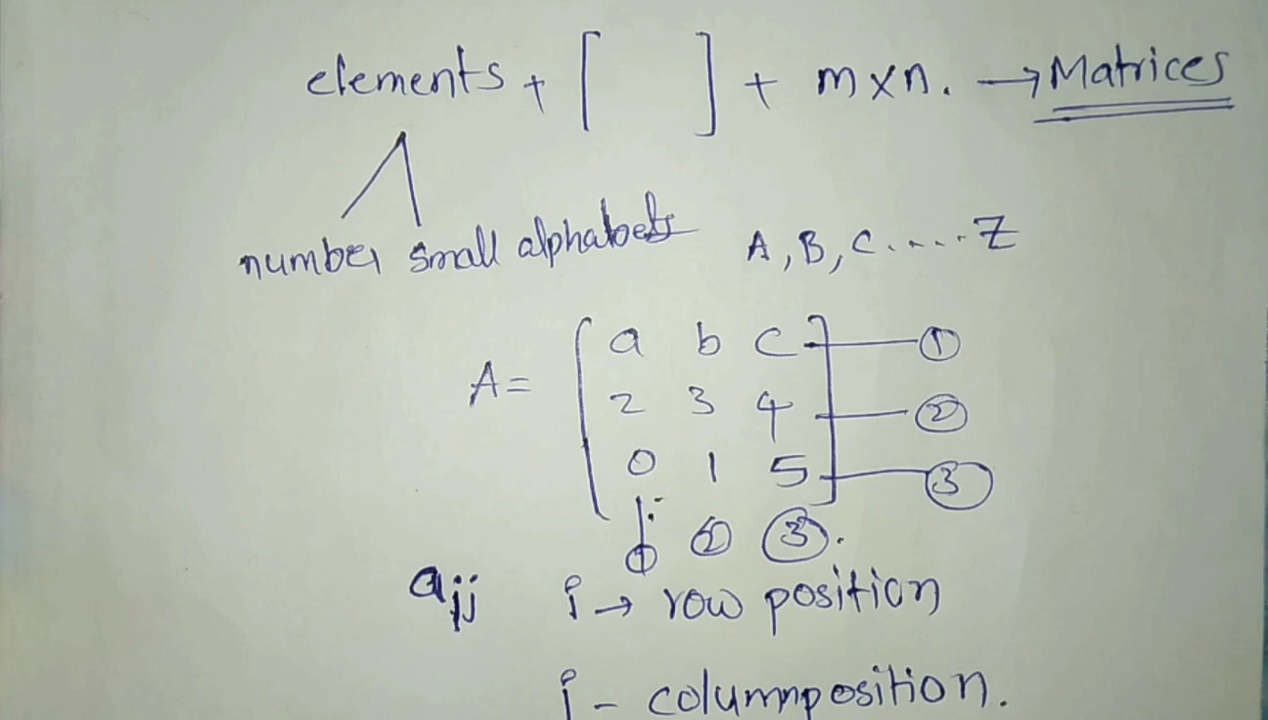 elements + [ ] + m×n. → Matrices
number small alphabets A, B, C.....Z
A = [ a b c ] — ①
2 3 4 — ②
0 1 5 — ③
① ② ③.
aij i → row position
j - columnposition.